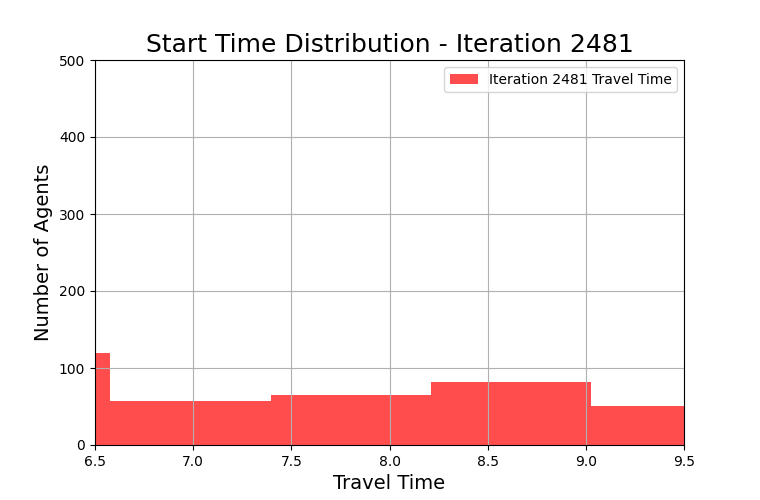 Start Time Distribution - Iteration 2481
Iteration 2481 Travel Time
Number of Agents
500
400
300
200
100
0
6.5 7.0 7.5 8.0 8.5 9.0 9.5
Travel Time